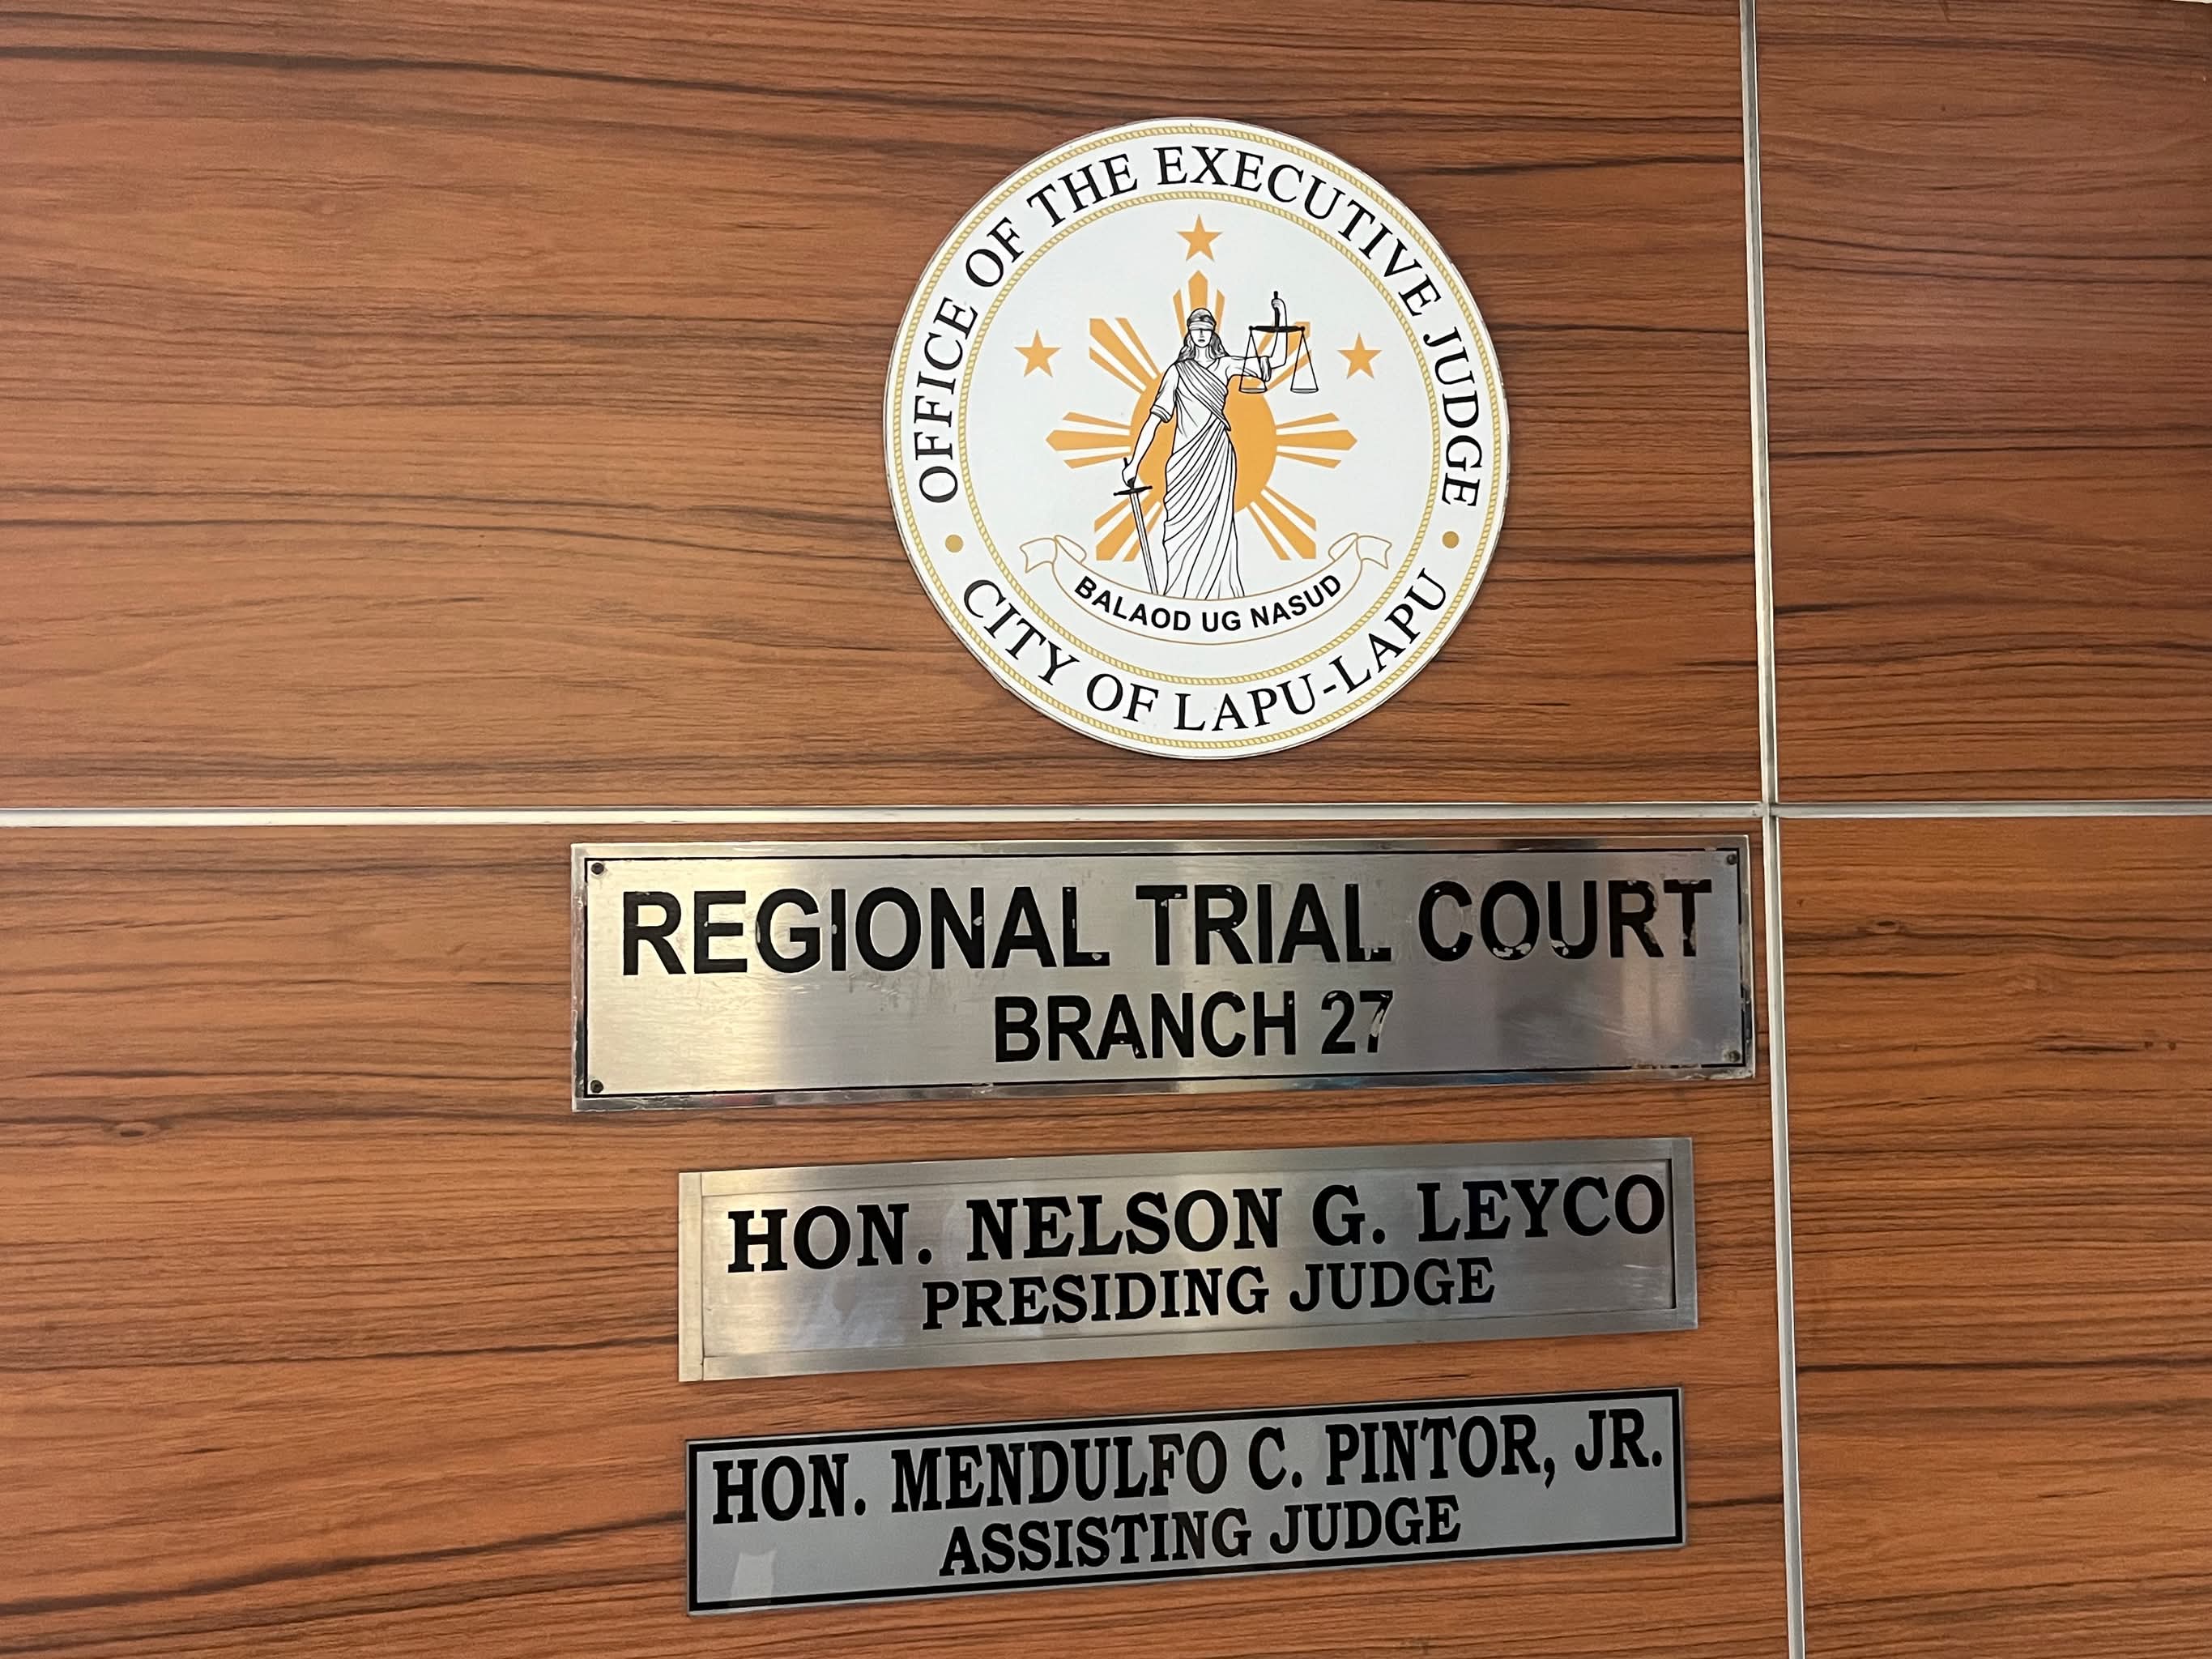 OFFICE OF THE EXECUTIVE JUDGE
BALAOD UG NASUD
CITY OF LAPU-LAPU
REGIONAL TRIAL COURT
BRANCH 27
HON. NELSON G. LEYCO
PRESIDING JUDGE
HON. MENDULFO C. PINTOR, JR.
ASSISTING JUDGE